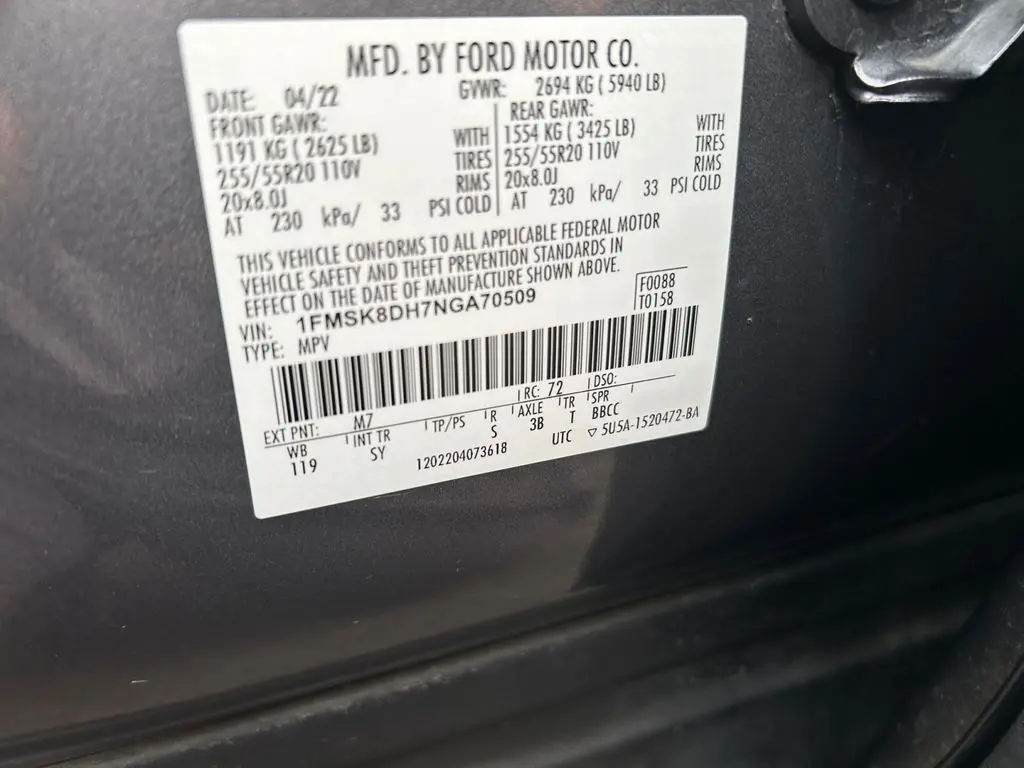 MFD. BY FORD MOTOR CO.
DATE: 04/22 GVWR: 2694 KG ( 5940 LB)
FRONT GAWR: REAR GAWR:
1191 KG ( 2625 LB) WITH 1554 KG ( 3425 LB) WITH
255/55R20 110V TIRES 255/55R20 110V TIRES
20x8.0J RIMS 20x8.0J RIMS
AT 230 kPa/ 33 PSI COLD AT 230 kPa/ 33 PSI COLD
THIS VEHICLE CONFORMS TO ALL APPLICABLE FEDERAL MOTOR
VEHICLE SAFETY AND THEFT PREVENTION STANDARDS IN
EFFECT ON THE DATE OF MANUFACTURE SHOWN ABOVE.
F0088
T0158
VIN: 1FMSK8DH7NGA70509
TYPE: MPV
EXT PNT: M7 RC: 72 DSO:
WB INT TR TP/PS R AXLE TR SPR
119 SY S 3B T BBCC
1202204073618 UTC ▽ 5U5A-1520472-BA